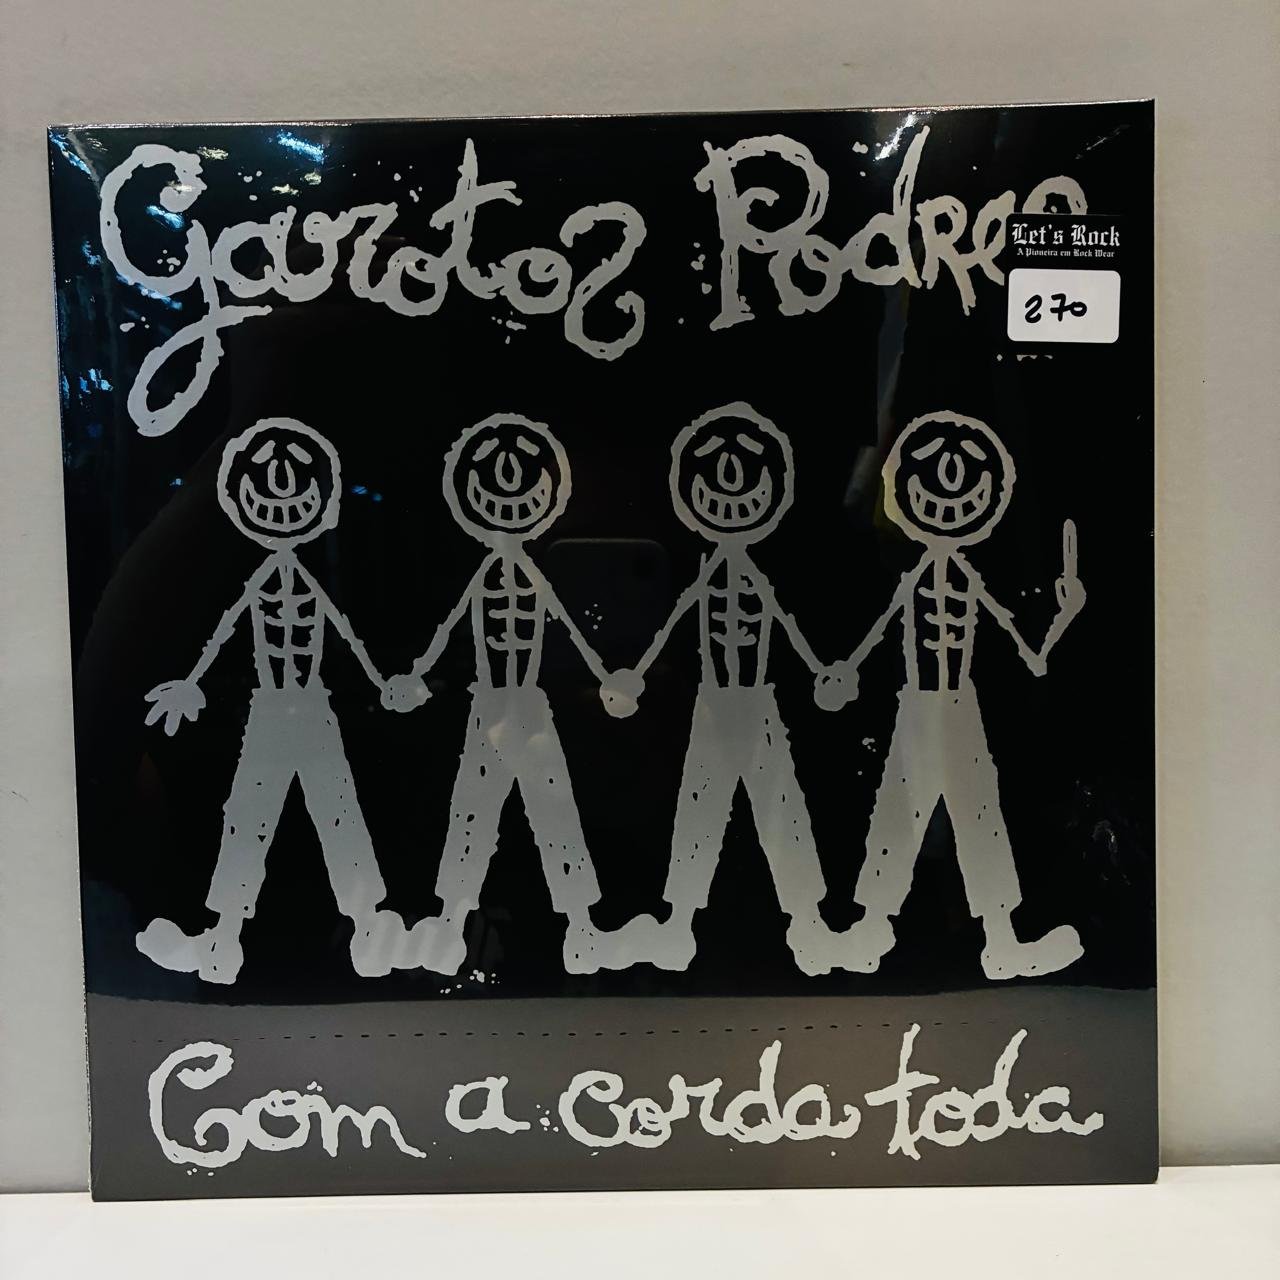 Garotos Podres
Let's Rock
A Pioneira em Rock Wear
270
Com a corda toda